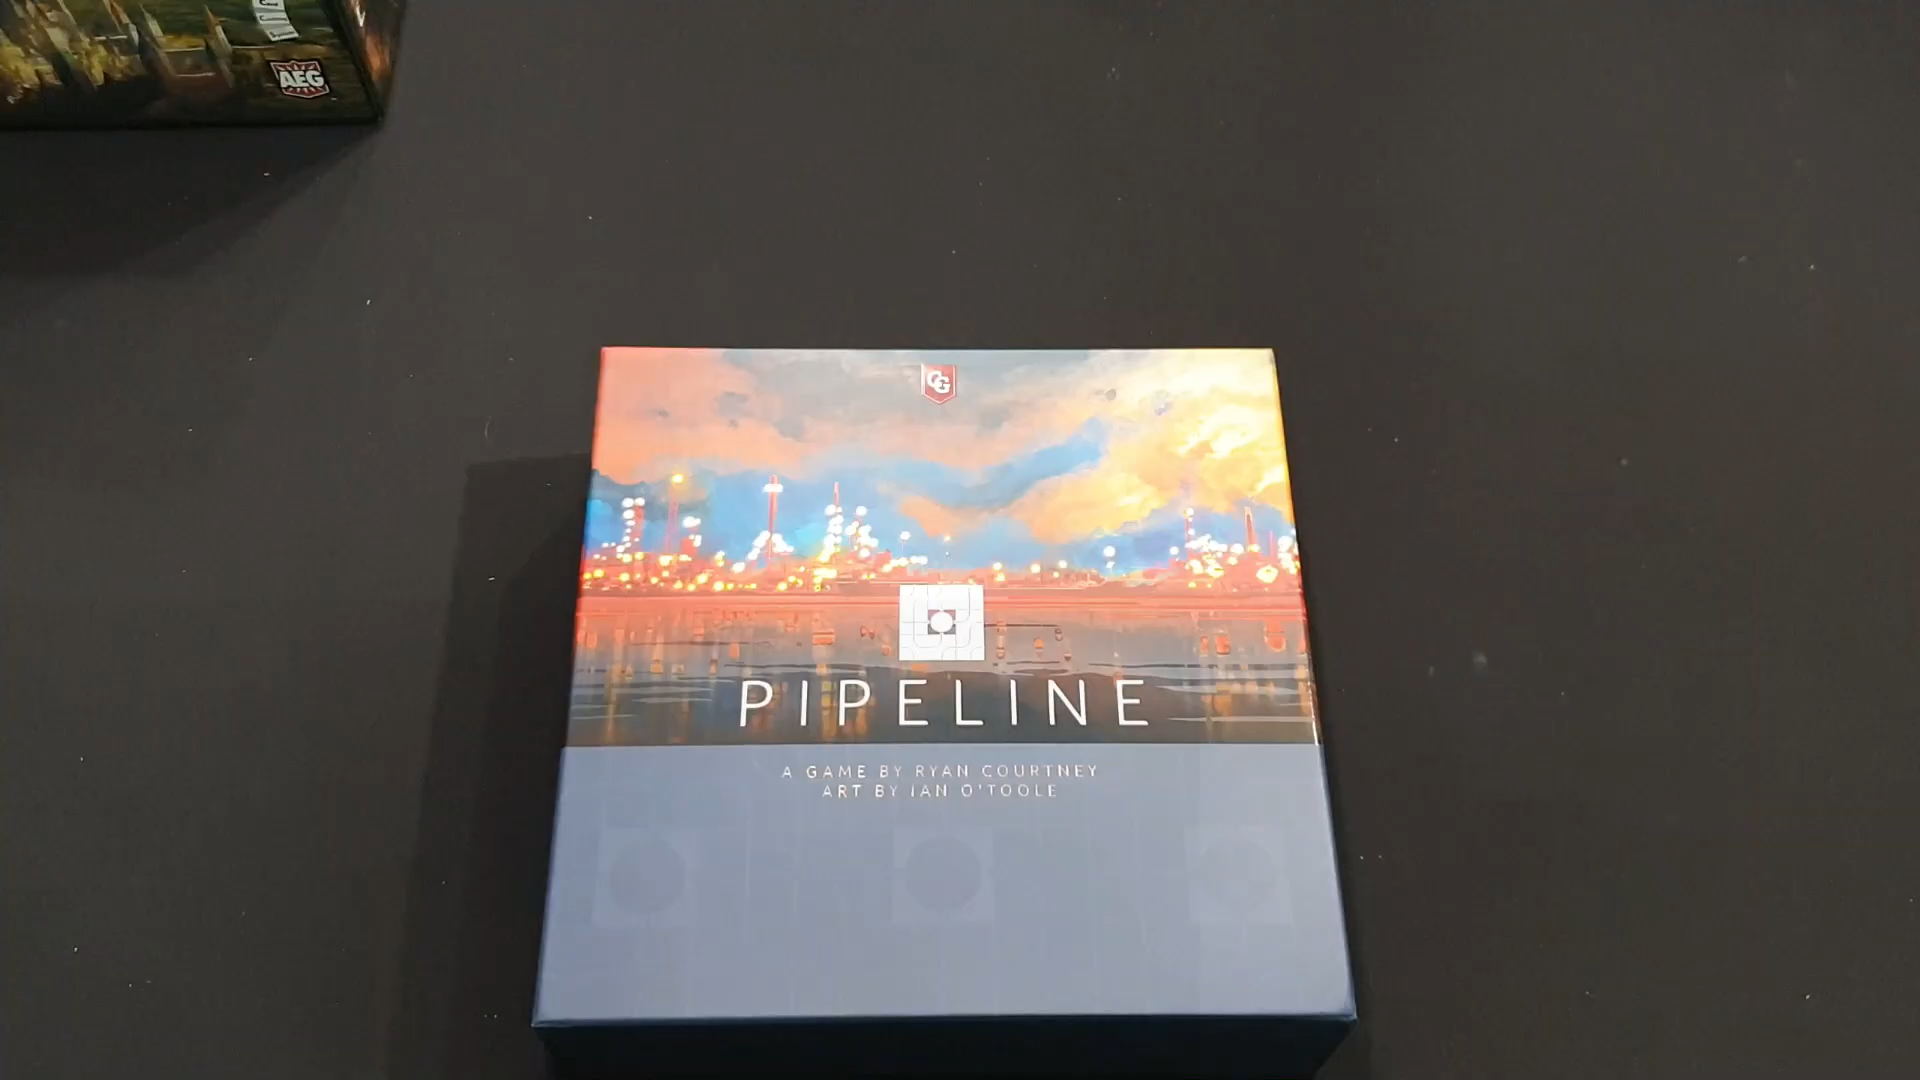 AEG
CG
PIPELINE
A GAME BY RYAN COURTNEY
ART BY IAN O'TOOLE